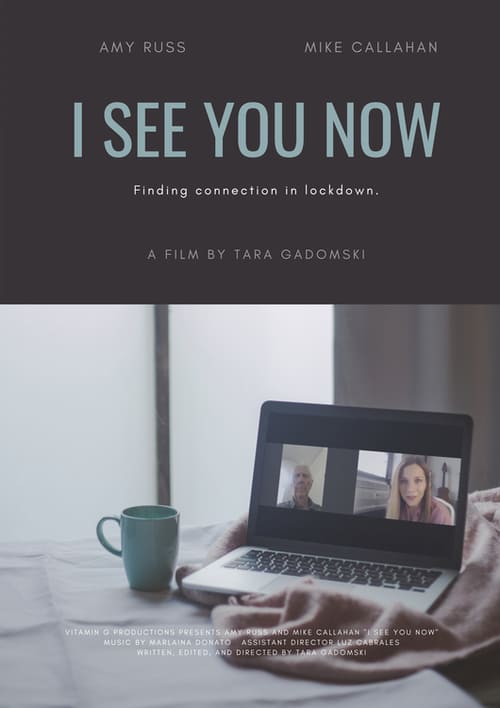 AMY RUSS MIKE CALLAHAN
I SEE YOU NOW
Finding connection in lockdown.
A FILM BY TARA GADOMSKI
VITAMIN G PRODUCTIONS PRESENTS AMY RUSS AND MIKE CALLAHAN "I SEE YOU NOW"
MUSIC BY MARLAINA DONATO ASSISTANT DIRECTOR LUZ CABRALES
WRITTEN, EDITED, AND DIRECTED BY TARA GADOMSKI